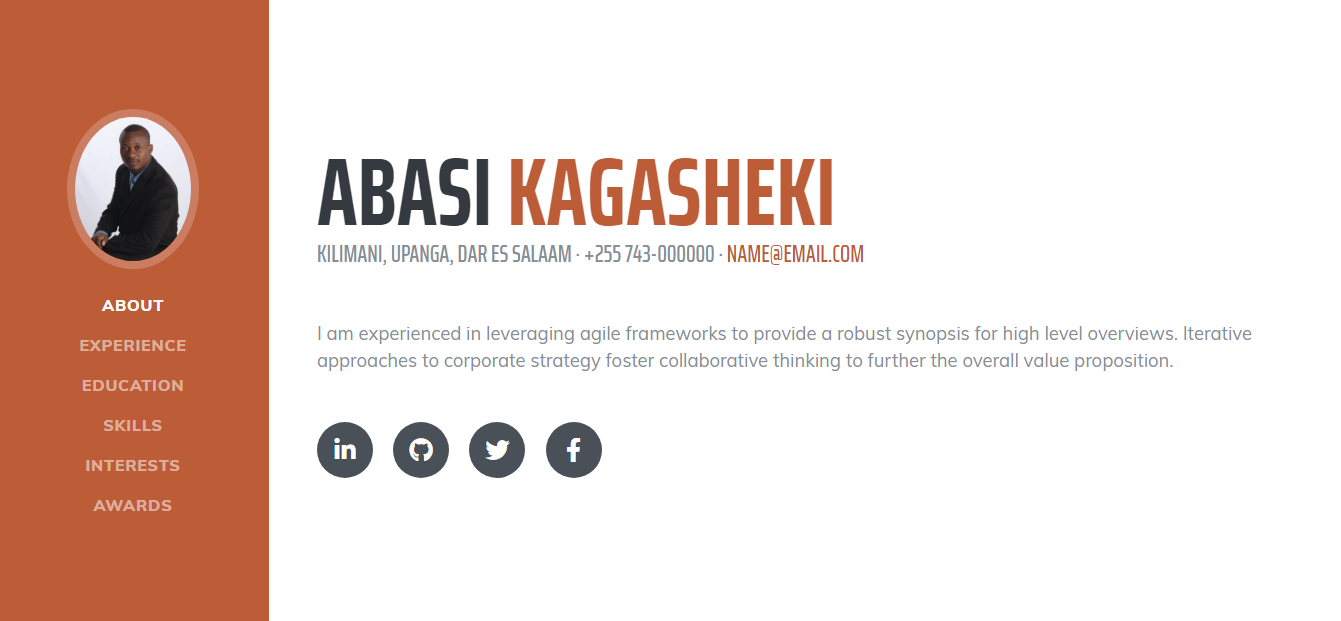 ABOUT
EXPERIENCE
EDUCATION
SKILLS
INTERESTS
AWARDS
ABASI KAGASHEKI
KILIMANI, UPANGA, DAR ES SALAAM · +255 743-000000 · NAME@EMAIL.COM
I am experienced in leveraging agile frameworks to provide a robust synopsis for high level overviews. Iterative
approaches to corporate strategy foster collaborative thinking to further the overall value proposition.
in